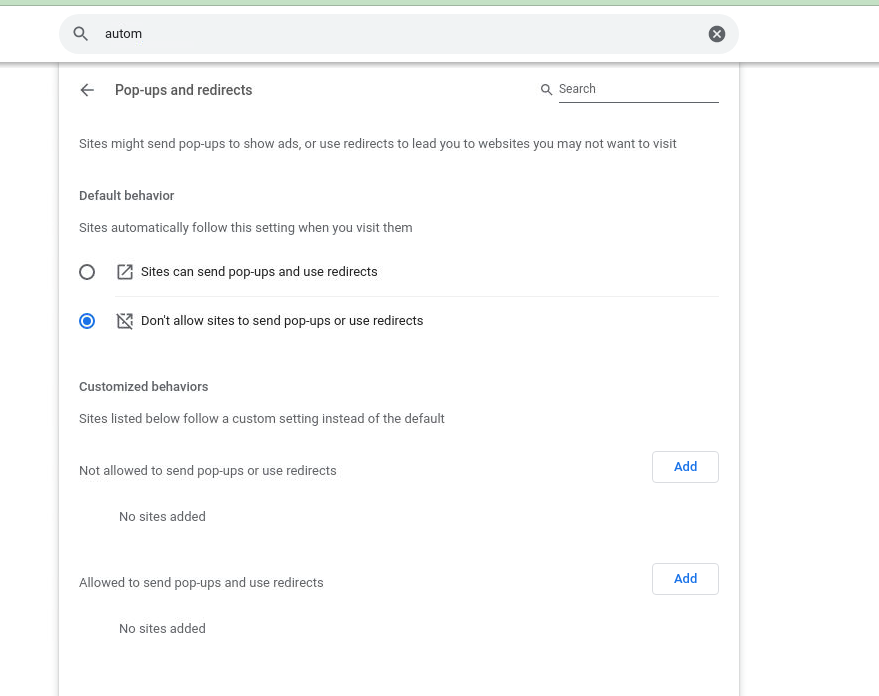 autom
Pop-ups and redirects
Search
Sites might send pop-ups to show ads, or use redirects to lead you to websites you may not want to visit
Default behavior
Sites automatically follow this setting when you visit them
Sites can send pop-ups and use redirects
Don't allow sites to send pop-ups or use redirects
Customized behaviors
Sites listed below follow a custom setting instead of the default
Not allowed to send pop-ups or use redirects
Add
No sites added
Allowed to send pop-ups and use redirects
Add
No sites added